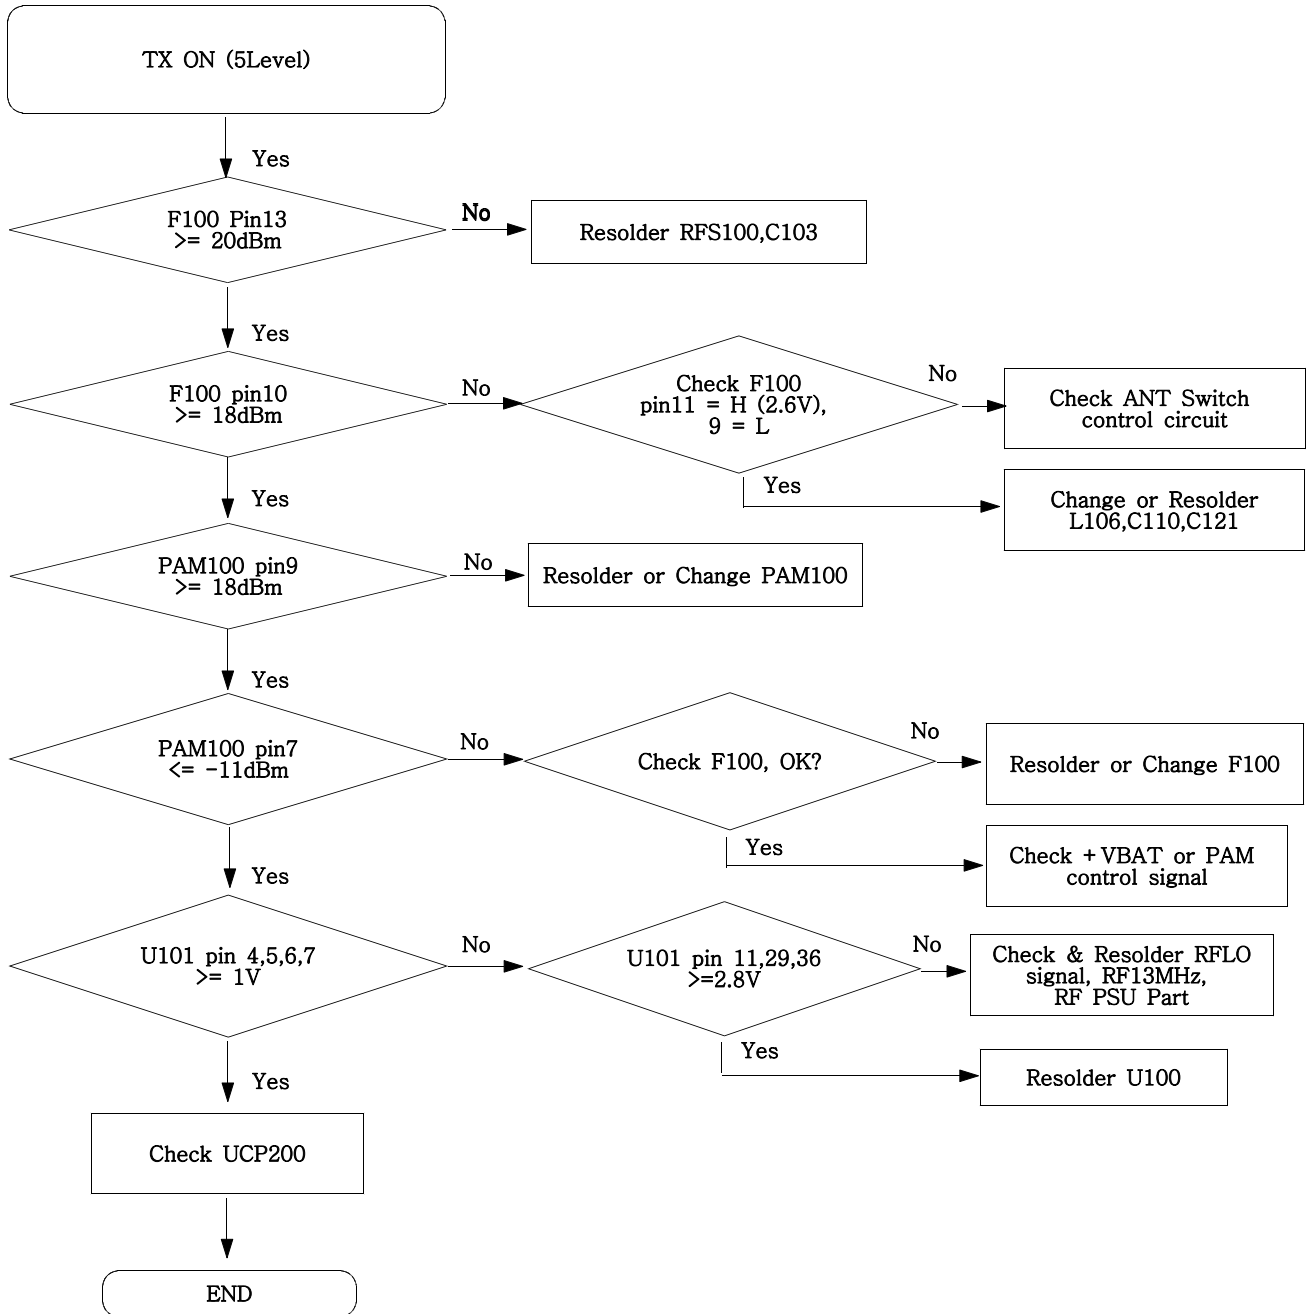 TX ON (5Level)
Yes
F100 Pin13
>= 20dBm
No
Resolder RFS100,C103
Yes
F100 pin10
>= 18dBm
No
Check F100
pin11 = H (2.6V),
9 = L
No
Check ANT Switch
control circuit
Yes
Change or Resolder
L106,C110,C121
Yes
PAM100 pin9
>= 18dBm
No
Resolder or Change PAM100
Yes
PAM100 pin7
<= -11dBm
No
Check F100, OK?
No
Resolder or Change F100
Yes
Check +VBAT or PAM
control signal
Yes
U101 pin 4,5,6,7
>= 1V
No
U101 pin 11,29,36
>=2.8V
No
Check & Resolder RFLO
signal, RF13MHz,
RF PSU Part
Yes
Resolder U100
Yes
Check UCP200
END